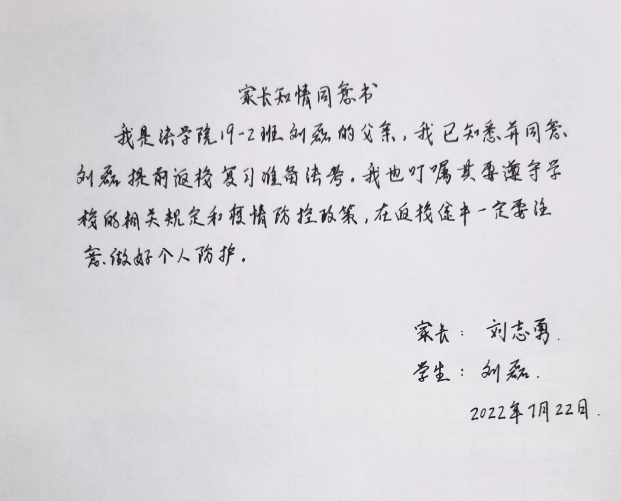 家长知情同意书
我是法学院19-2班刘磊的父亲，我已知悉并同意
刘磊提前返校复习准备法考。我也叮嘱其要遵守学
校的相关规定和疫情防控政策，在返校途中一定要注
意做好个人防护。
家长：刘志勇.
学生：刘磊.
2022年7月22日.